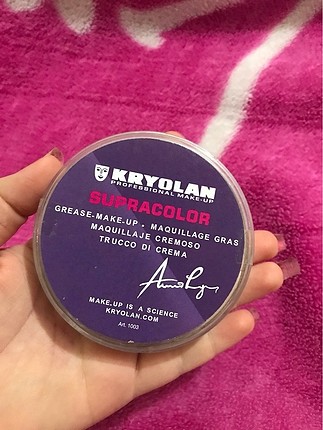 KRYOLAN
PROFESSIONAL MAKE-UP
SUPRACOLOR
GREASE-MAKE-UP - MAQUILLAGE GRAS
MAQUILLAJE CREMOSO
TRUCCO DI CREMA
MAKE.UP IS A SCIENCE
KRYOLAN.COM
Art. 1003